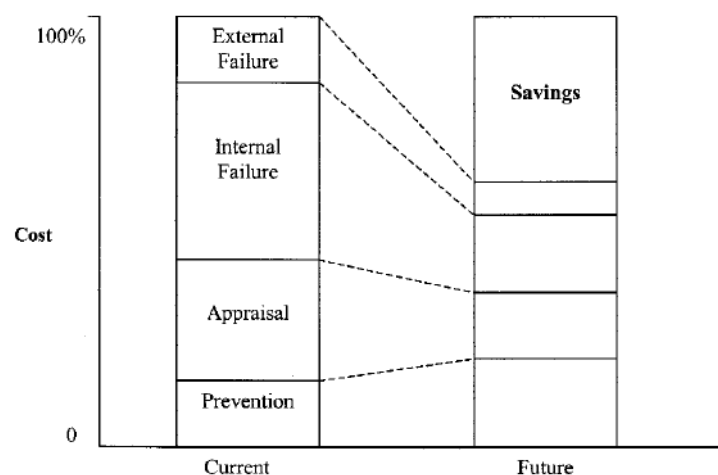 100%
External
Failure
Savings
Internal
Failure
Cost
Appraisal
Prevention
0
Current
Future